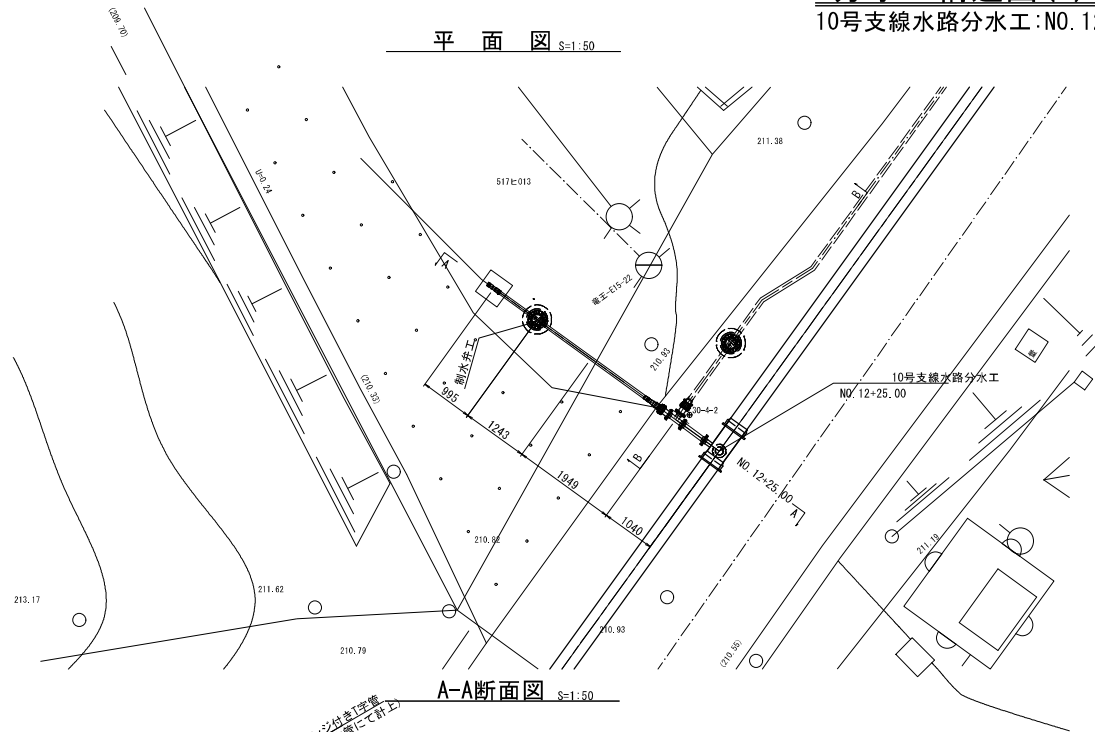 10号支線水路分水工:NO.12
平 面 図 S=1:50
(209.70)
211.38
517ヒ013
U=0.24
B
A
竜王-E15-22
制水弁工
210.93
10号支線水路分水工
NO.12+25.00
(210.33)
995
30-4-2
1243
B
NO.12+25.00
1949
A
1040
210.82
211.19
213.17
211.62
210.93
210.79
(210.55)
A-A断面図 S=1:50